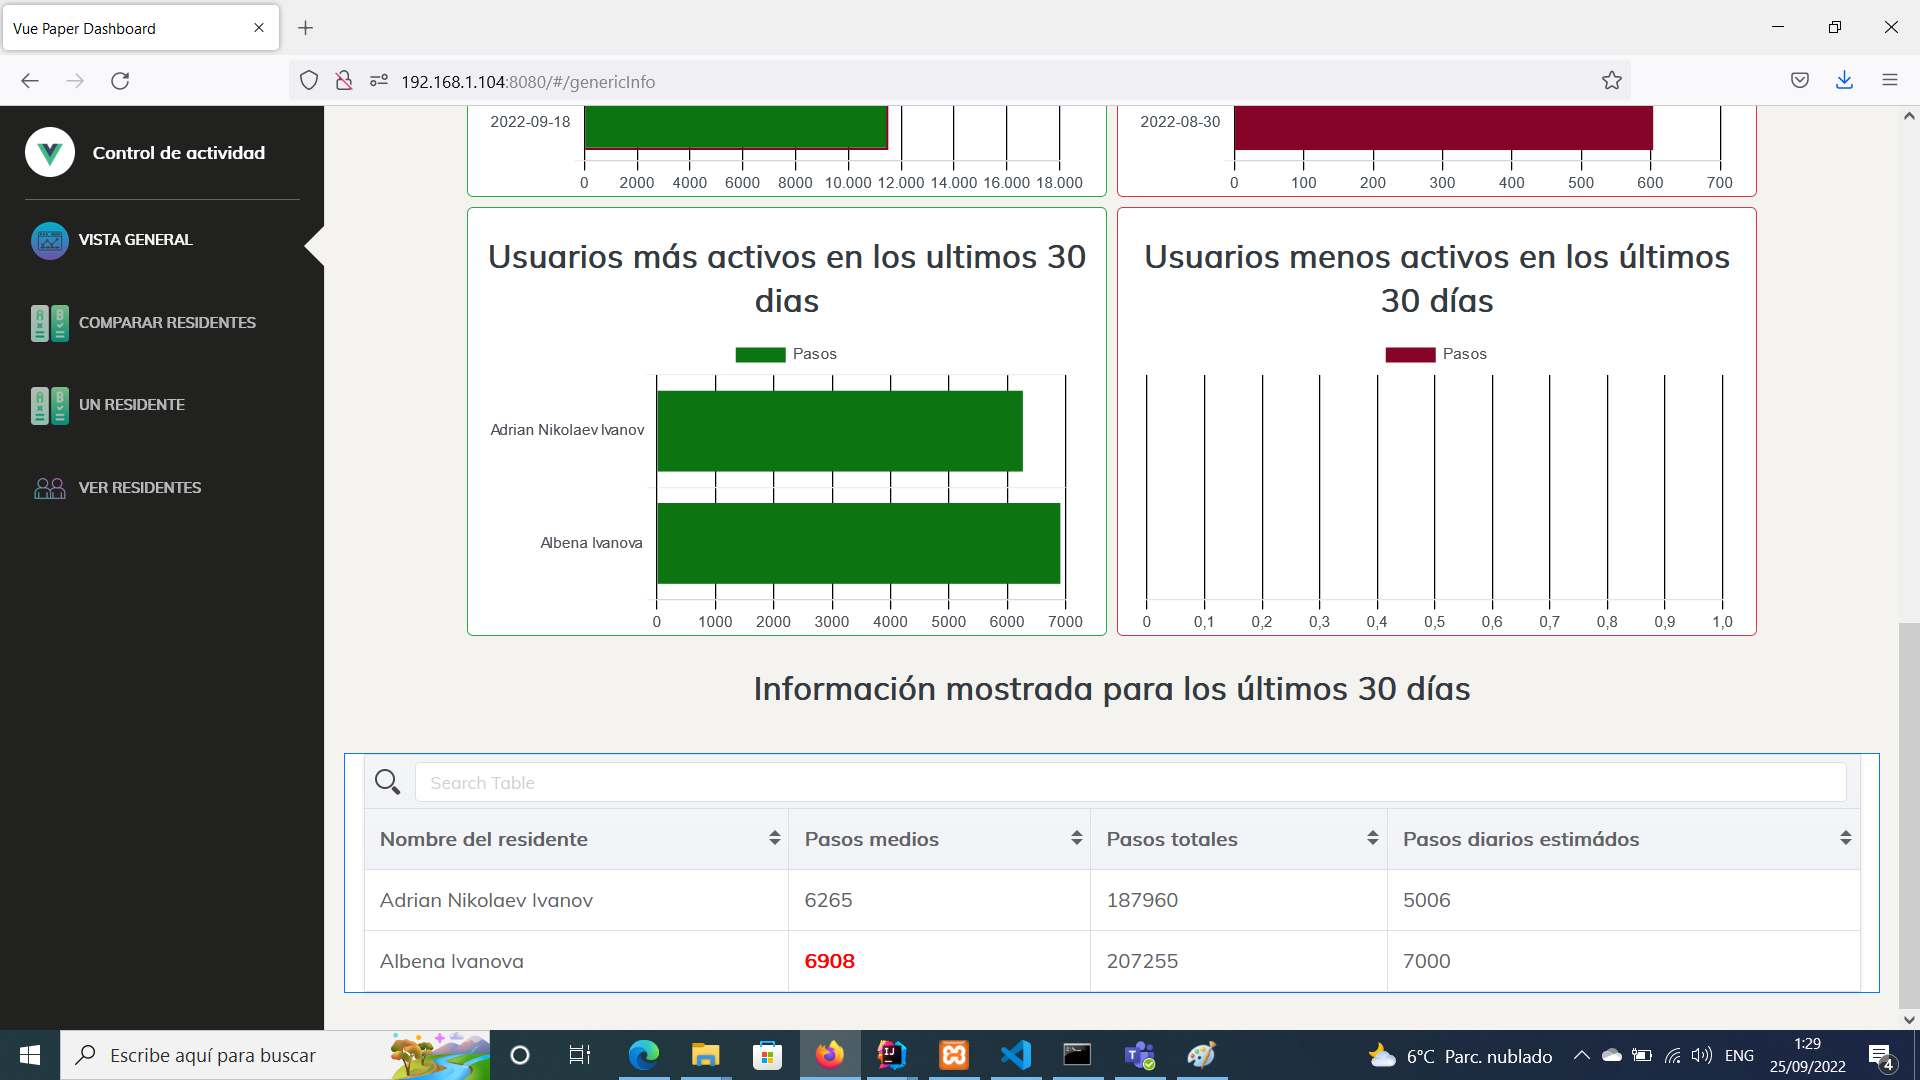 Vue Paper Dashboard
192.168.1.104:8080/#/genericInfo
Control de actividad
VISTA GENERAL
COMPARAR RESIDENTES
UN RESIDENTE
VER RESIDENTES
2022-09-18
0 2000 4000 6000 8000 10.000 12.000 14.000 16.000 18.000
2022-08-30
0 100 200 300 400 500 600 700
Usuarios más activos en los ultimos 30
dias
Pasos
Adrian Nikolaev Ivanov
Albena Ivanova
0 1000 2000 3000 4000 5000 6000 7000
Usuarios menos activos en los últimos
30 días
Pasos
0 0,1 0,2 0,3 0,4 0,5 0,6 0,7 0,8 0,9 1,0
Información mostrada para los últimos 30 días
Search Table
Nombre del residente Pasos medios Pasos totales Pasos diarios estimádos
Adrian Nikolaev Ivanov 6265 187960 5006
Albena Ivanova 6908 207255 7000
Escribe aquí para buscar
6°C Parc. nublado
ENG
1:29
25/09/2022
4